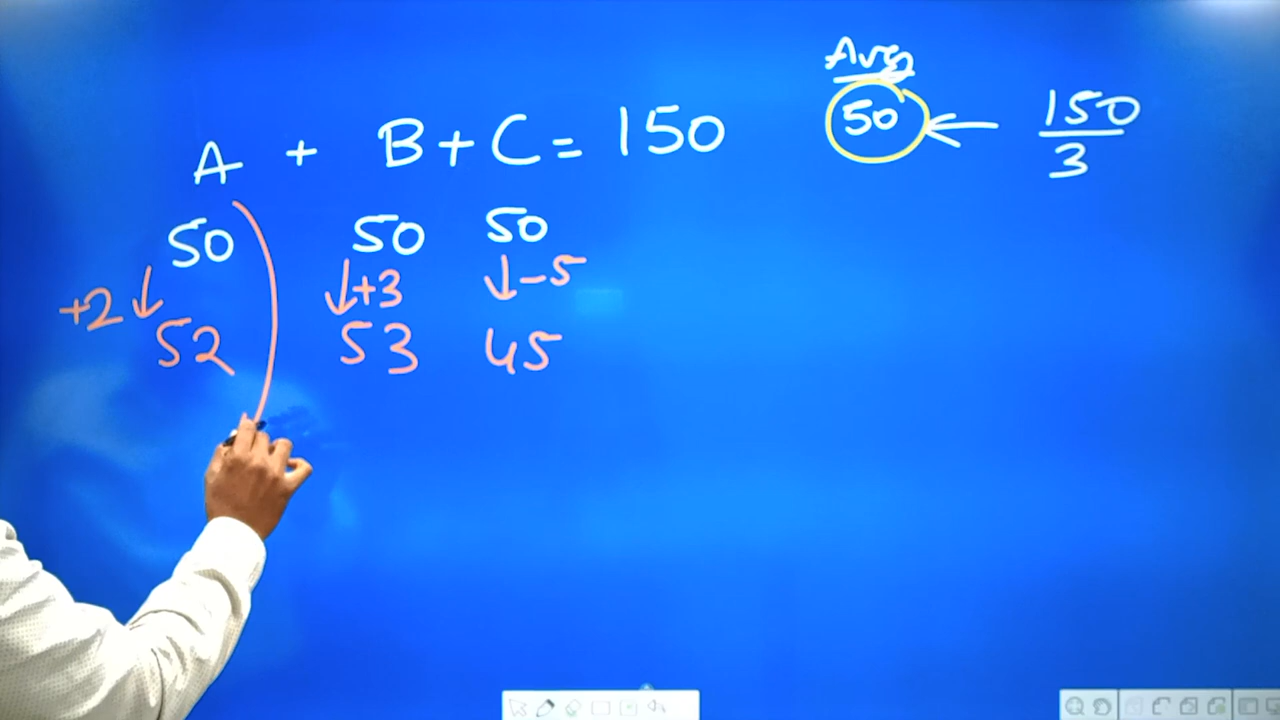 Avg
A + B + C = 150
50 ← 150/3
50 50 50
+2 ↓ ↓+3 ↓-5
52 53 45